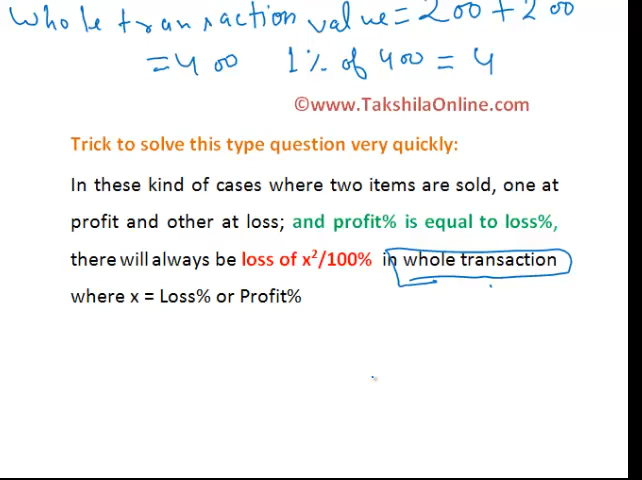 Whole transaction value = 200 + 200
= 400 1% of 400 = 4
©www.TakshilaOnline.com
Trick to solve this type question very quickly:
In these kind of cases where two items are sold, one at
profit and other at loss; and profit% is equal to loss%,
there will always be loss of x²/100% in whole transaction
where x = Loss% or Profit%